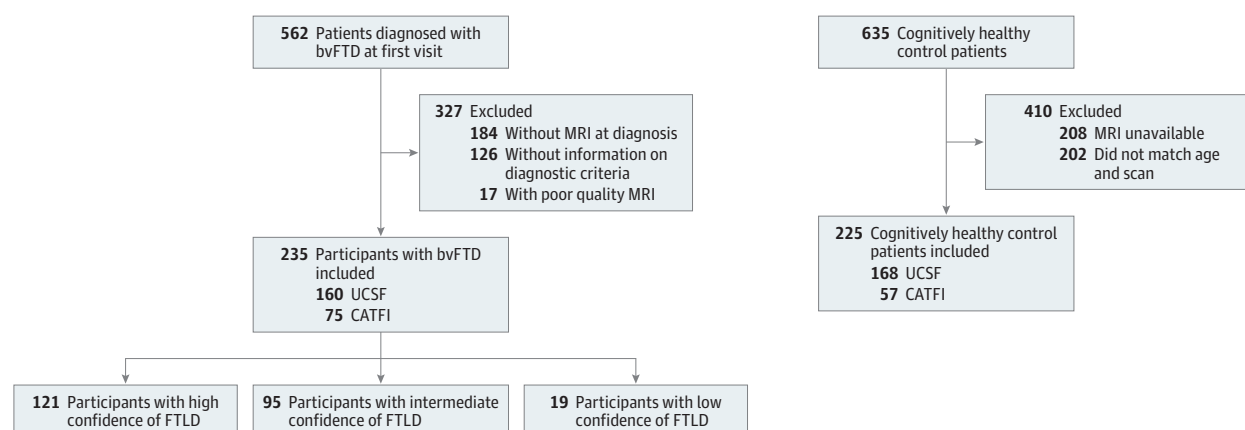 562 Patients diagnosed with
bvFTD at first visit
327 Excluded
184 Without MRI at diagnosis
126 Without information on
diagnostic criteria
17 With poor quality MRI
235 Participants with bvFTD
included
160 UCSF
75 CATFI
121 Participants with high
confidence of FTLD
95 Participants with intermediate
confidence of FTLD
19 Participants with low
confidence of FTLD
635 Cognitively healthy
control patients
410 Excluded
208 MRI unavailable
202 Did not match age
and scan
225 Cognitively healthy control
patients included
168 UCSF
57 CATFI